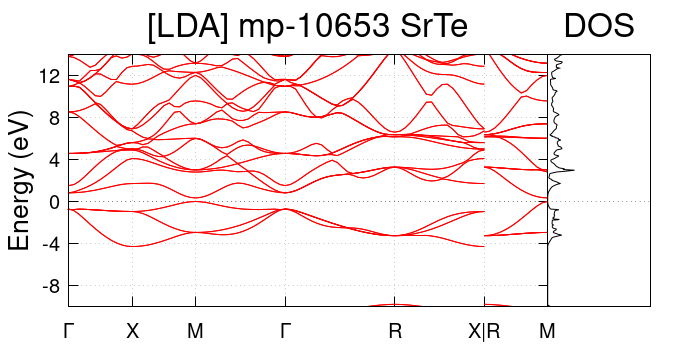 [LDA] mp-10653 SrTe DOS
Energy (eV)
12
8
4
0
-4
-8
Γ X M Γ R X|R M